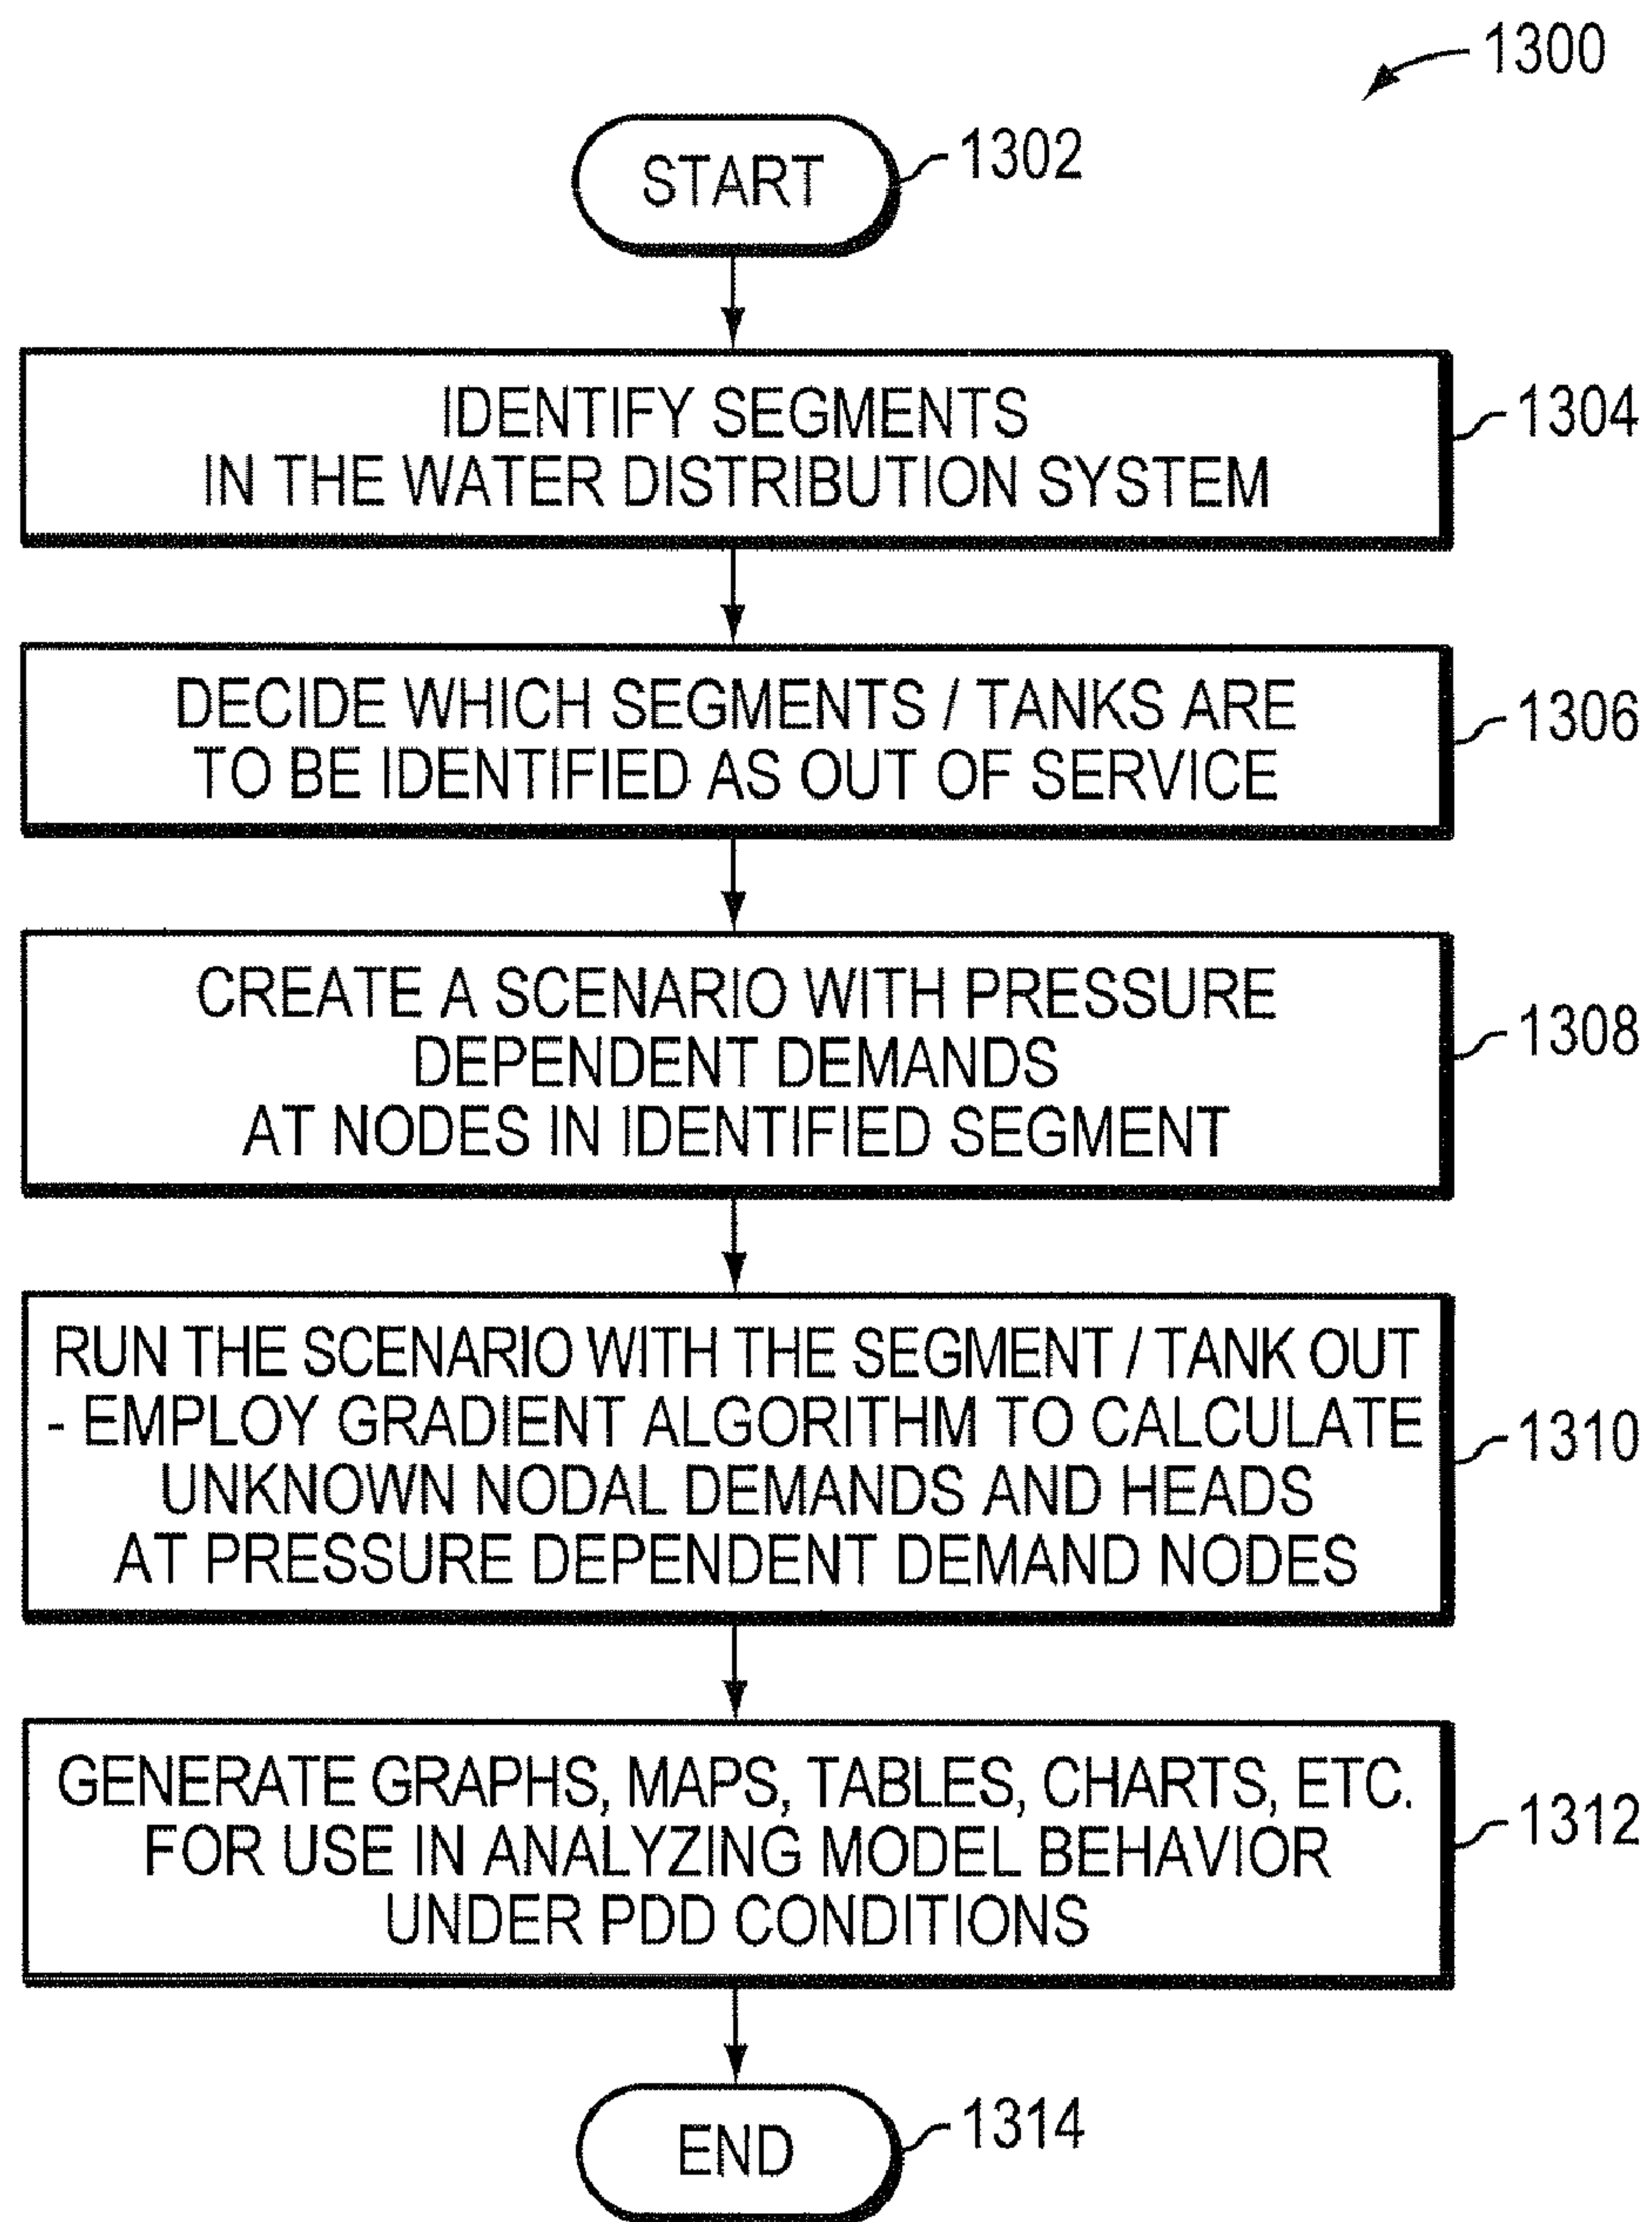 1300
START
1302
IDENTIFY SEGMENTS
IN THE WATER DISTRIBUTION SYSTEM
1304
DECIDE WHICH SEGMENTS / TANKS ARE
TO BE IDENTIFIED AS OUT OF SERVICE
1306
CREATE A SCENARIO WITH PRESSURE
DEPENDENT DEMANDS
AT NODES IN IDENTIFIED SEGMENT
1308
RUN THE SCENARIO WITH THE SEGMENT / TANK OUT
- EMPLOY GRADIENT ALGORITHM TO CALCULATE
UNKNOWN NODAL DEMANDS AND HEADS
AT PRESSURE DEPENDENT DEMAND NODES
1310
GENERATE GRAPHS, MAPS, TABLES, CHARTS, ETC.
FOR USE IN ANALYZING MODEL BEHAVIOR
UNDER PDD CONDITIONS
1312
END
1314